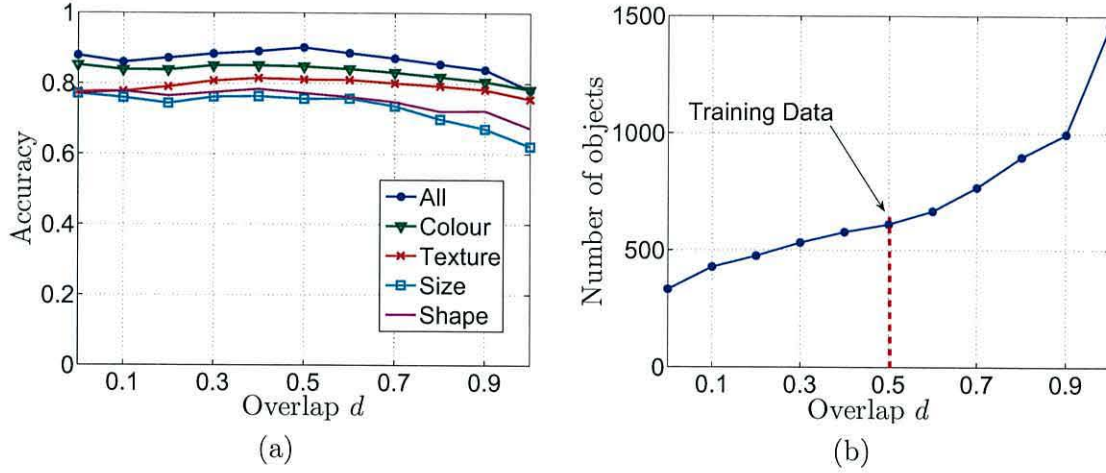 1
0.8
0.6
0.4
0.2
0
Accuracy
0.1 0.3 0.5 0.7 0.9
Overlap d
All
Colour
Texture
Size
Shape
(a)
1500
1000
500
0
Number of objects
Training Data
0.1 0.3 0.5 0.7 0.9
Overlap d
(b)